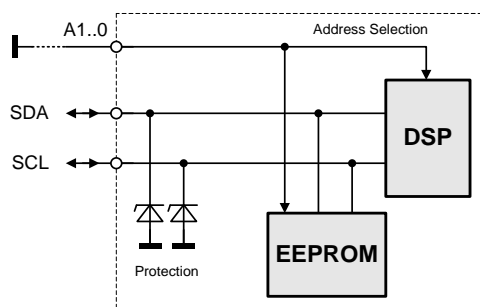 A1..0
Address Selection
SDA
DSP
SCL
EEPROM
Protection